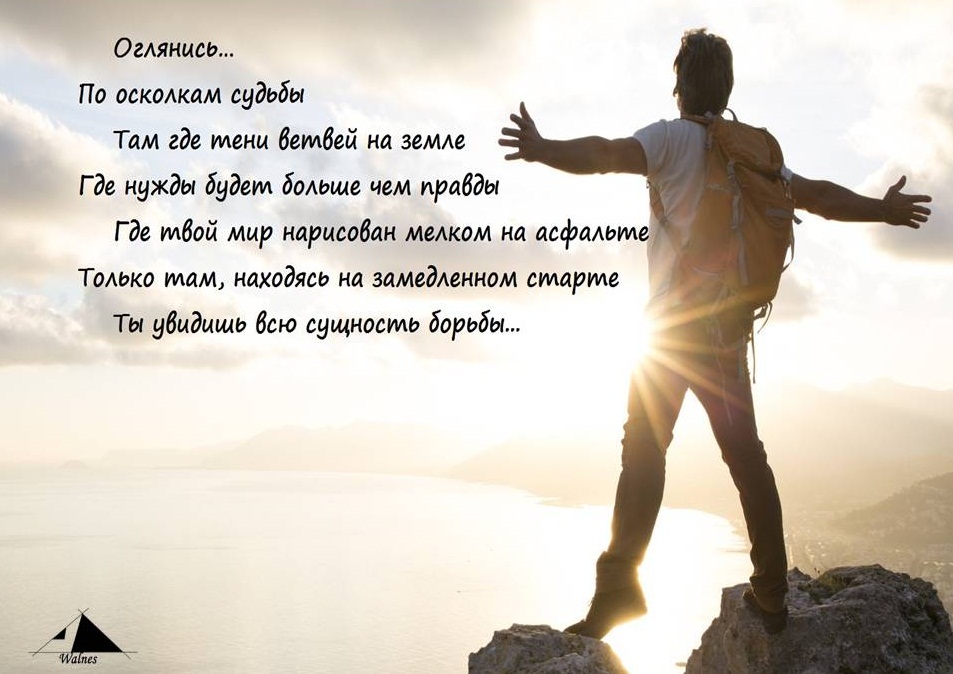 Оглянись...
По осколкам судьбы
Там где тени ветвей на земле
Где нужды будет больше чем правды
Где твой мир нарисован мелком на асфальте
Только там, находясь на замедленном старте
Ты увидишь всю сущность борьбы...
Walnes